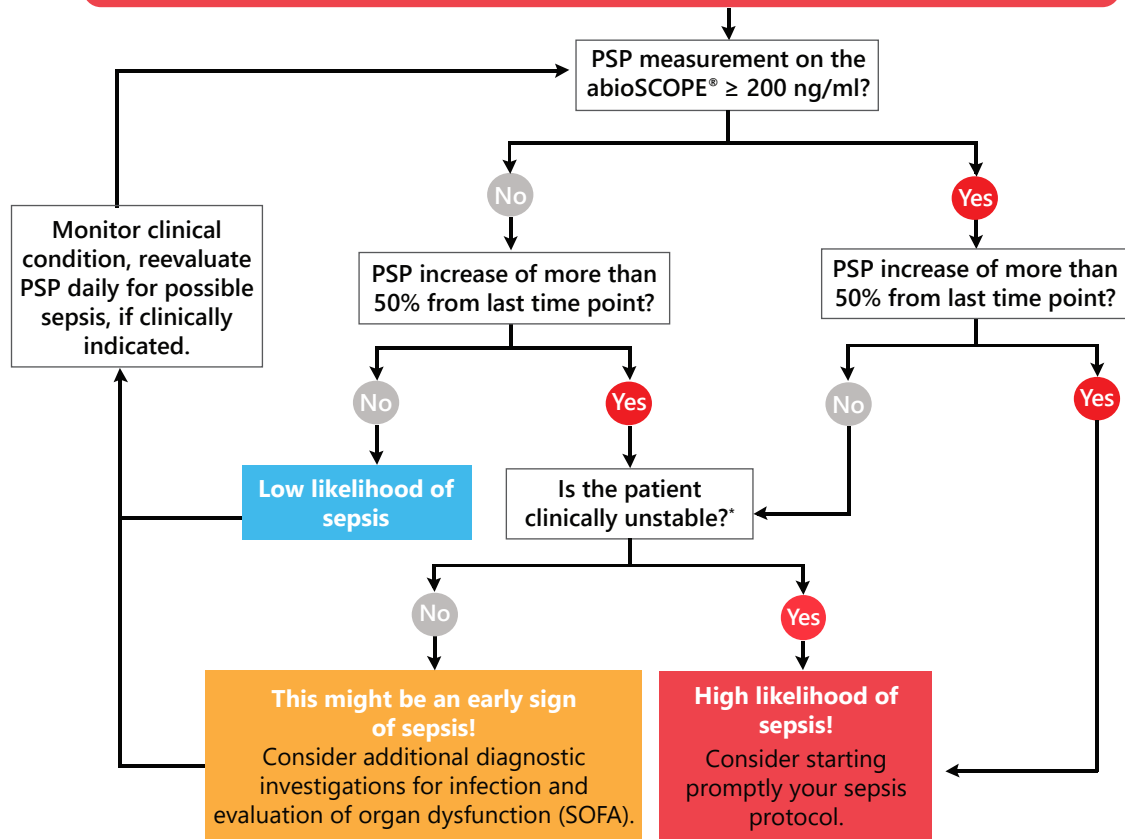 PSP measurement on the
abioSCOPE® ≥ 200 ng/ml?
No
Yes
Monitor clinical
condition, reevaluate
PSP daily for possible
sepsis, if clinically
indicated.
PSP increase of more than
50% from last time point?
PSP increase of more than
50% from last time point?
No
Yes
No
Yes
Low likelihood of
sepsis
Is the patient
clinically unstable?*
No
Yes
This might be an early sign
of sepsis!
Consider additional diagnostic
investigations for infection and
evaluation of organ dysfunction (SOFA).
High likelihood of
sepsis!
Consider starting
promptly your sepsis
protocol.